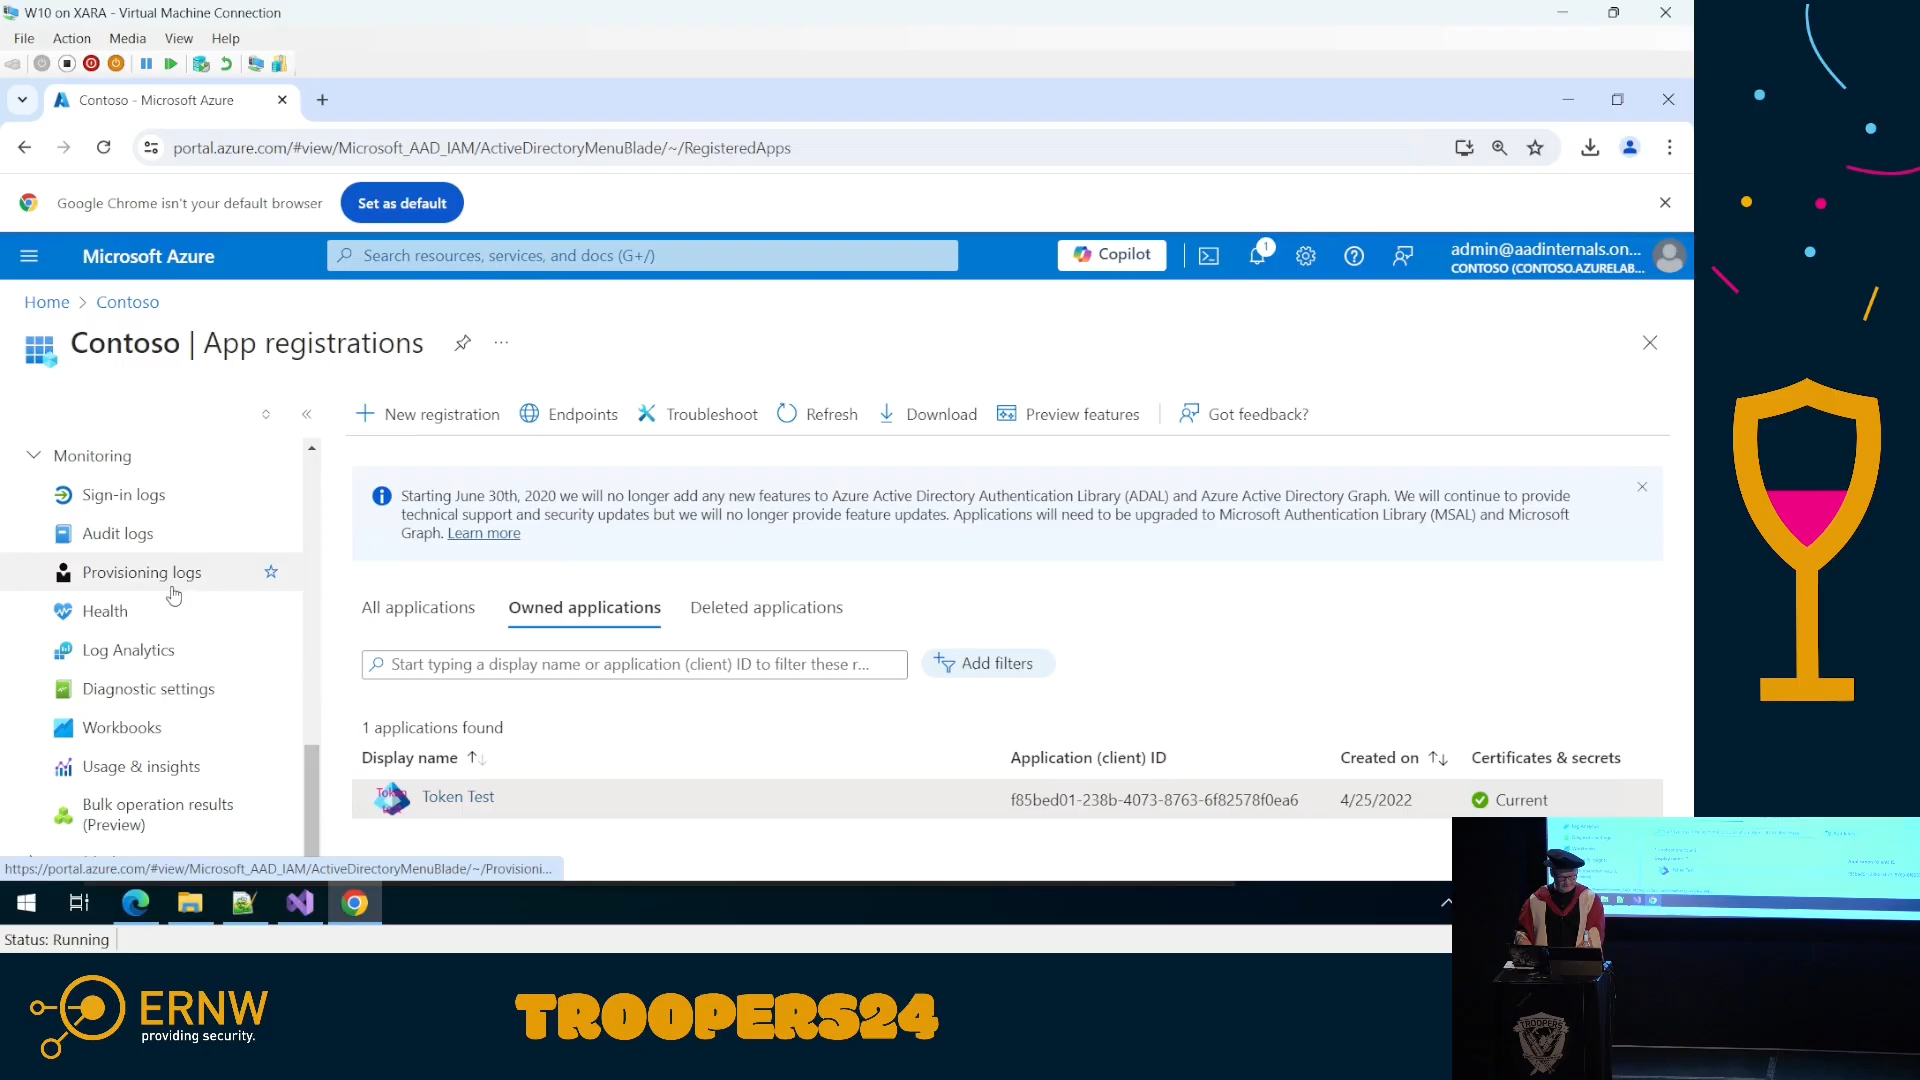 W10 on XARA - Virtual Machine Connection
File Action Media View Help
Contoso - Microsoft Azure
portal.azure.com/#view/Microsoft_AAD_IAM/ActiveDirectoryMenuBlade/~/RegisteredApps
Google Chrome isn't your default browser Set as default
Microsoft Azure
Search resources, services, and docs (G+/)
Copilot
1
admin@aadinternals.on...
CONTOSO (CONTOSO.AZURELAB...
Home > Contoso
Contoso | App registrations
New registration Endpoints Troubleshoot Refresh Download Preview features Got feedback?
Monitoring
Sign-in logs
Audit logs
Provisioning logs
Health
Log Analytics
Diagnostic settings
Workbooks
Usage & insights
Bulk operation results
(Preview)
Starting June 30th, 2020 we will no longer add any new features to Azure Active Directory Authentication Library (ADAL) and Azure Active Directory Graph. We will continue to provide
technical support and security updates but we will no longer provide feature updates. Applications will need to be upgraded to Microsoft Authentication Library (MSAL) and Microsoft
Graph. Learn more
All applications Owned applications Deleted applications
Start typing a display name or application (client) ID to filter these r...
Add filters
1 applications found
Display name Application (client) ID Created on Certificates & secrets
Token Test f85bed01-238b-4073-8763-6f82578f0ea6 4/25/2022 Current
https://portal.azure.com/#view/Microsoft_AAD_IAM/ActiveDirectoryMenuBlade/~/Provisioni...
Status: Running
ERNW
providing security.
TROOPERS24
TROOPERS